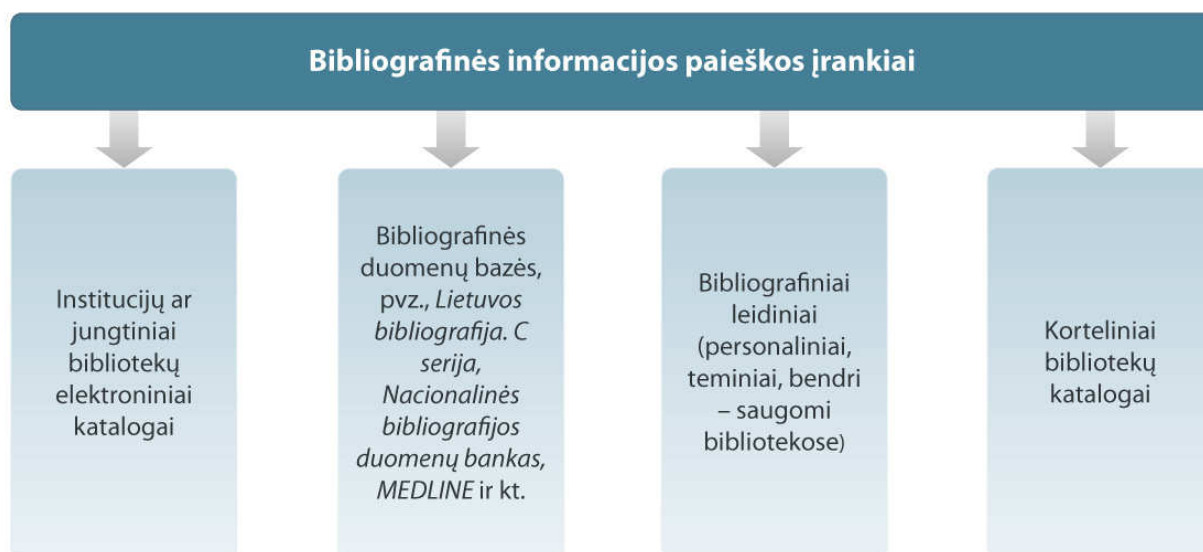 Bibliografinės informacijos paieškos įrankiai
Institucijų ar
jungtiniai
bibliotekų
elektroniniai
katalogai
Bibliografinės
duomenų bazės,
pvz., Lietuvos
bibliografija. C
serija,
Nacionalinės
bibliografijos
duomenų bankas,
MEDLINE ir kt.
Bibliografiniai
leidiniai
(personaliniai,
teminiai, bendri
– saugomi
bibliotekose)
Korteliniai
bibliotekų
katalogai